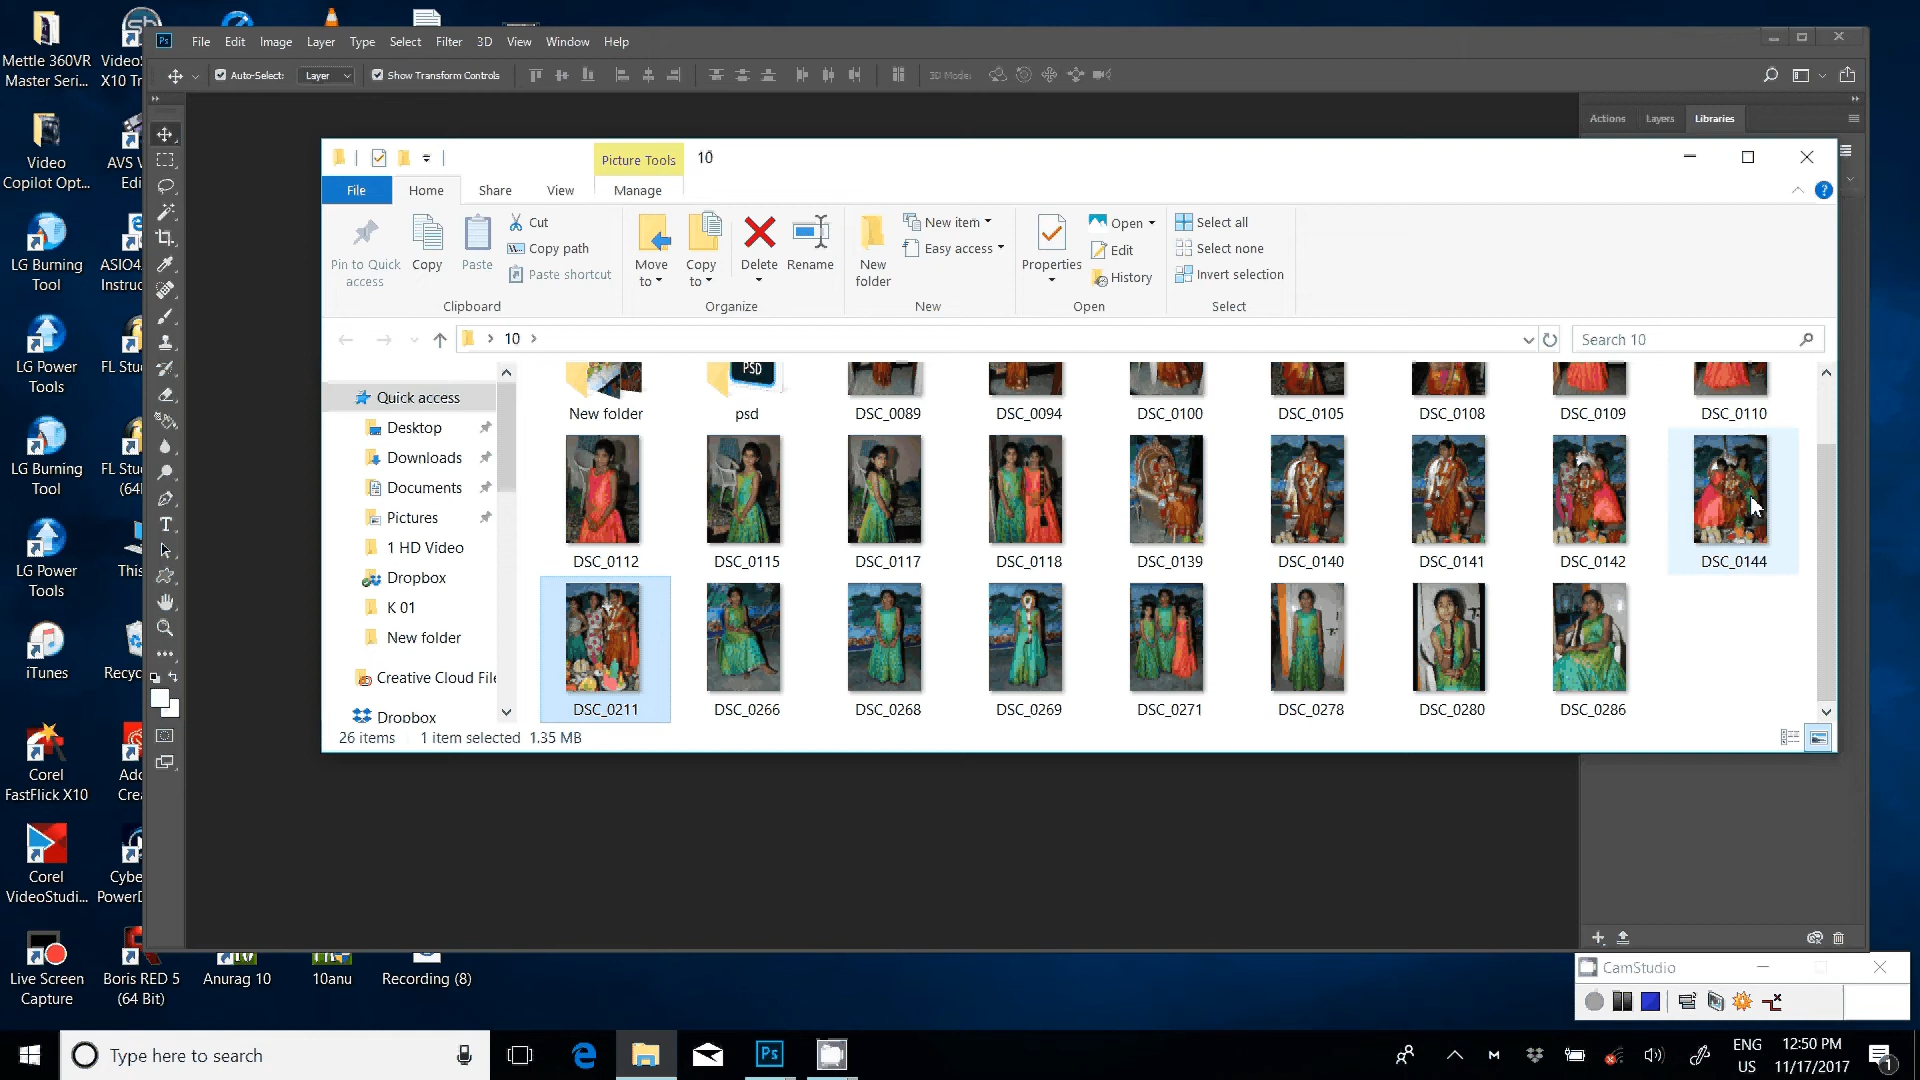 Mettle 360VR
Master Seri...
Video
Copilot Opt...
LG Burning
Tool
LG Power
Tools
LG Burning
Tool
LG Power
Tools
iTunes
Corel
FastFlick X10
Corel
VideoStudi...
Live Screen
Capture
Boris RED 5
(64 Bit)
Anurag 10
10anu
Recording (8)
Ps File Edit Image Layer Type Select Filter 3D View Window Help
Auto-Select: Layer Show Transform Controls
3D Mode:
Actions Layers Libraries
Picture Tools 10
File Home Share View Manage
Pin to Quick
access
Copy
Paste
Cut
Copy path
Paste shortcut
Clipboard
Move
to
Copy
to
Delete
Rename
Organize
New
folder
New item
Easy access
New
Properties
Open
Edit
History
Open
Select all
Select none
Invert selection
Select
10
Search 10
Quick access
Desktop
Downloads
Documents
Pictures
1 HD Video
Dropbox
K 01
New folder
Creative Cloud File
Dropbox
PSD
New folder psd DSC_0089 DSC_0094 DSC_0100 DSC_0105 DSC_0108 DSC_0109 DSC_0110
DSC_0112 DSC_0115 DSC_0117 DSC_0118 DSC_0139 DSC_0140 DSC_0141 DSC_0142 DSC_0144
DSC_0211 DSC_0266 DSC_0268 DSC_0269 DSC_0271 DSC_0278 DSC_0280 DSC_0286
26 items 1 item selected 1.35 MB
CamStudio
Type here to search
Ps
ENG
US
12:50 PM
11/17/2017
1